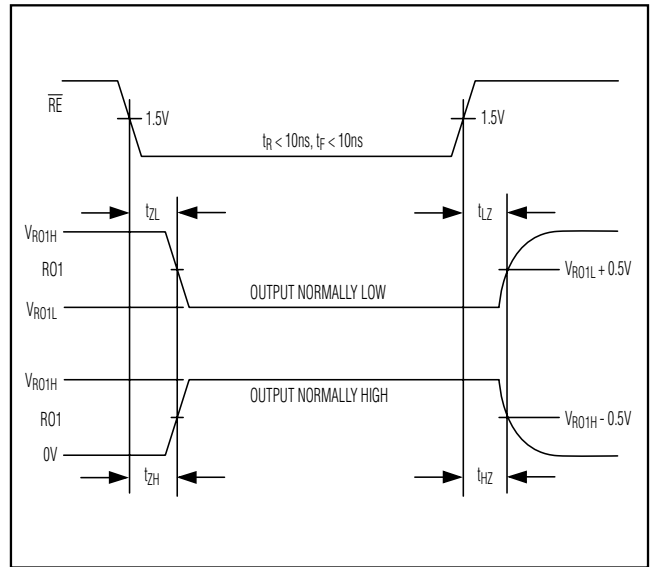 R̅E̅
1.5V
1.5V
tR < 10ns, tF < 10ns
tZL
tLZ
VRO1H
RO1
VRO1L + 0.5V
OUTPUT NORMALLY LOW
VRO1L
VRO1H
OUTPUT NORMALLY HIGH
RO1
VRO1H - 0.5V
0V
tZH
tHZ